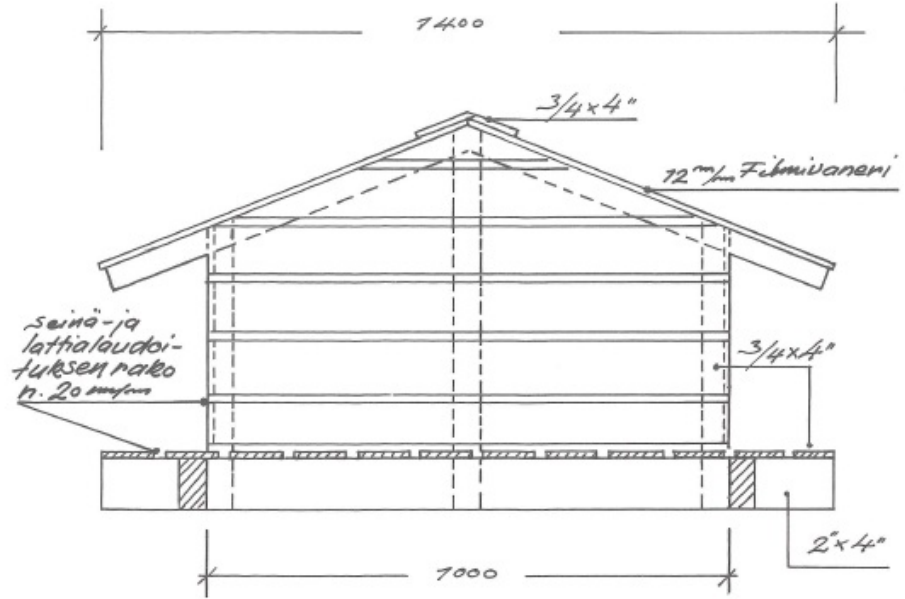 1400
3/4 x 4"
12 m/m Filmivaneri
seinä- ja
lattialaudoi-
tuksen rako
n. 20 m/m
3/4 x 4"
2" x 4"
1000